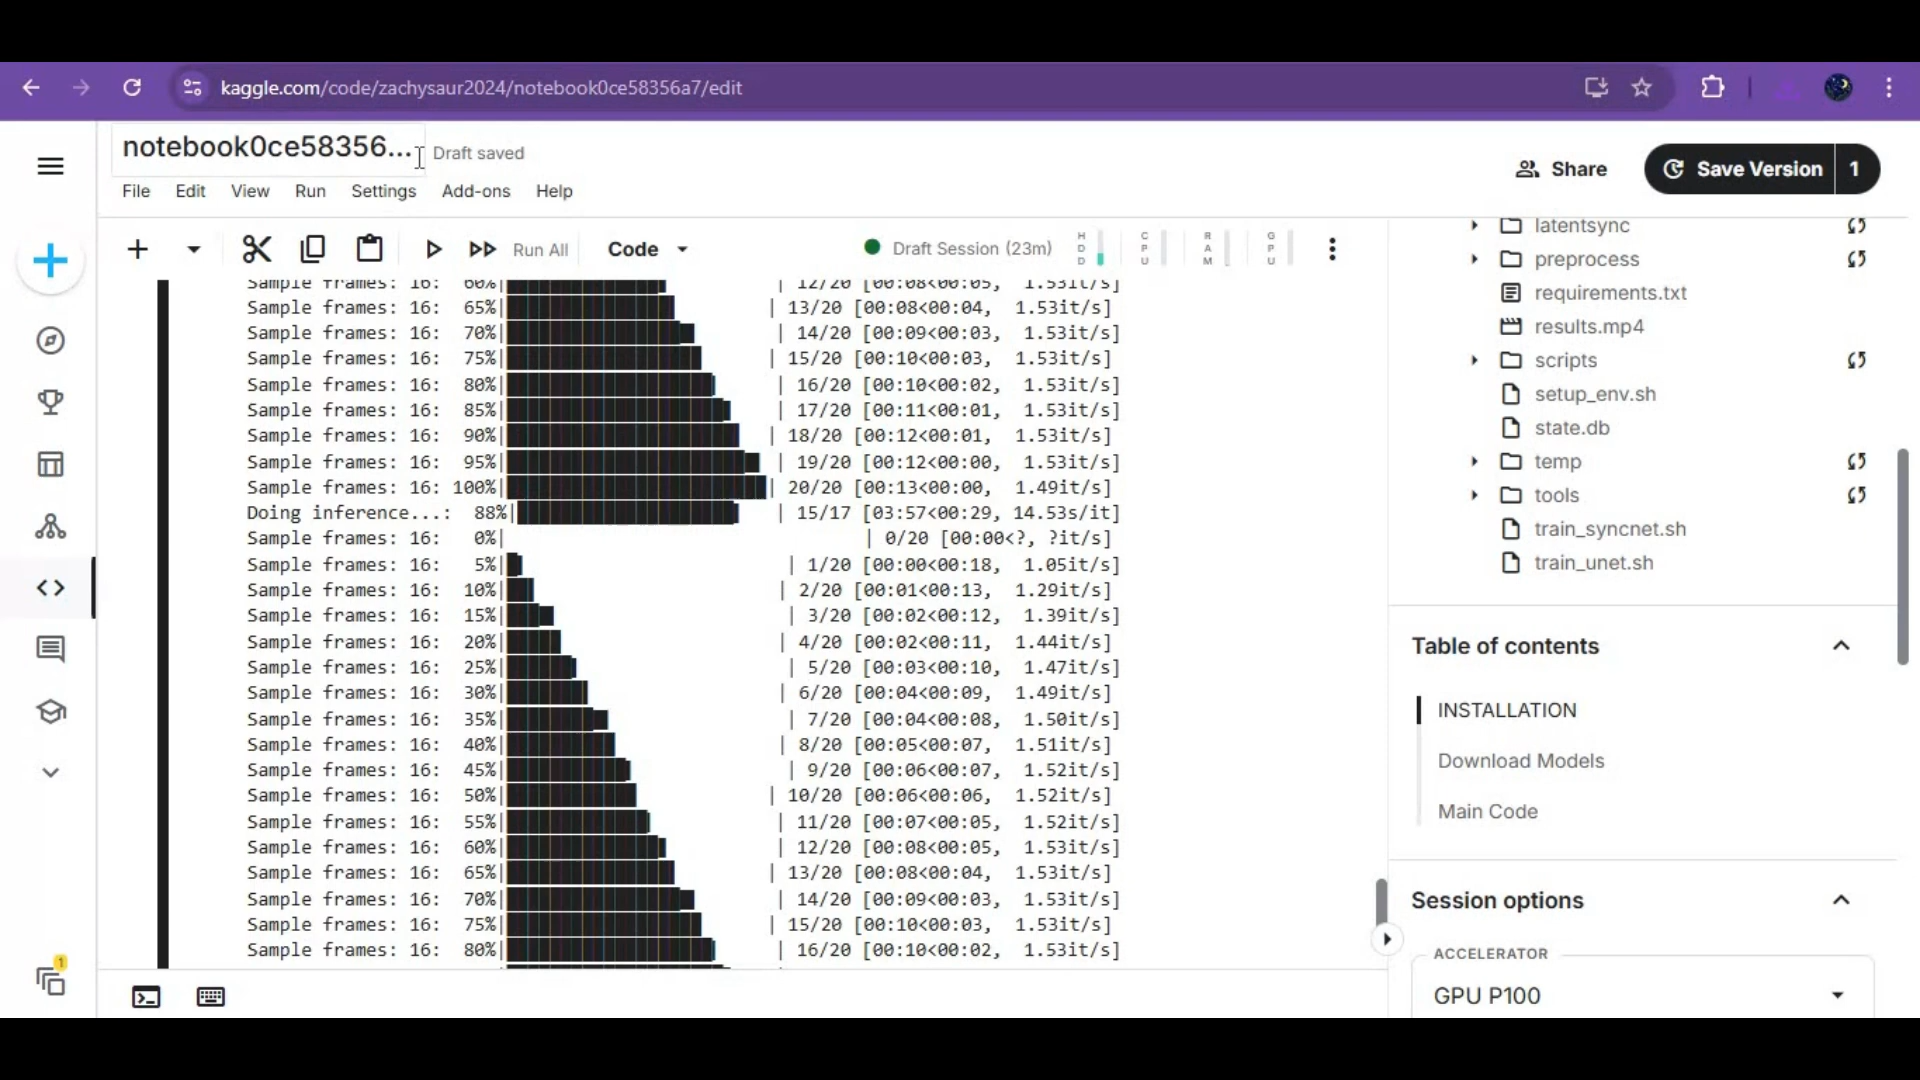 kaggle.com/code/zachysaur2024/notebook0ce58356a7/edit
notebook0ce58356...
Draft saved
Share
Save Version
1
File
Edit
View
Run
Settings
Add-ons
Help
Run All
Code
Draft Session (23m)
HDD
CPU
RAM
GPU
Sample frames: 16: 60%| | 12/20 [00:08<00:05, 1.53it/s]
Sample frames: 16: 65%| | 13/20 [00:08<00:04, 1.53it/s]
Sample frames: 16: 70%| | 14/20 [00:09<00:03, 1.53it/s]
Sample frames: 16: 75%| | 15/20 [00:10<00:03, 1.53it/s]
Sample frames: 16: 80%| | 16/20 [00:10<00:02, 1.53it/s]
Sample frames: 16: 85%| | 17/20 [00:11<00:01, 1.53it/s]
Sample frames: 16: 90%| | 18/20 [00:12<00:01, 1.53it/s]
Sample frames: 16: 95%| | 19/20 [00:12<00:00, 1.53it/s]
Sample frames: 16: 100%| | 20/20 [00:13<00:00, 1.49it/s]
Doing inference...: 88%| | 15/17 [03:57<00:29, 14.53s/it]
Sample frames: 16: 0%| | 0/20 [00:00<?, ?it/s]
Sample frames: 16: 5%| | 1/20 [00:00<00:18, 1.05it/s]
Sample frames: 16: 10%| | 2/20 [00:01<00:13, 1.29it/s]
Sample frames: 16: 15%| | 3/20 [00:02<00:12, 1.39it/s]
Sample frames: 16: 20%| | 4/20 [00:02<00:11, 1.44it/s]
Sample frames: 16: 25%| | 5/20 [00:03<00:10, 1.47it/s]
Sample frames: 16: 30%| | 6/20 [00:04<00:09, 1.49it/s]
Sample frames: 16: 35%| | 7/20 [00:04<00:08, 1.50it/s]
Sample frames: 16: 40%| | 8/20 [00:05<00:07, 1.51it/s]
Sample frames: 16: 45%| | 9/20 [00:06<00:07, 1.52it/s]
Sample frames: 16: 50%| | 10/20 [00:06<00:06, 1.52it/s]
Sample frames: 16: 55%| | 11/20 [00:07<00:05, 1.52it/s]
Sample frames: 16: 60%| | 12/20 [00:08<00:05, 1.53it/s]
Sample frames: 16: 65%| | 13/20 [00:08<00:04, 1.53it/s]
Sample frames: 16: 70%| | 14/20 [00:09<00:03, 1.53it/s]
Sample frames: 16: 75%| | 15/20 [00:10<00:03, 1.53it/s]
Sample frames: 16: 80%| | 16/20 [00:10<00:02, 1.53it/s]
latentsync
preprocess
requirements.txt
results.mp4
scripts
setup_env.sh
state.db
temp
tools
train_syncnet.sh
train_unet.sh
Table of contents
INSTALLATION
Download Models
Main Code
Session options
ACCELERATOR
GPU P100
1